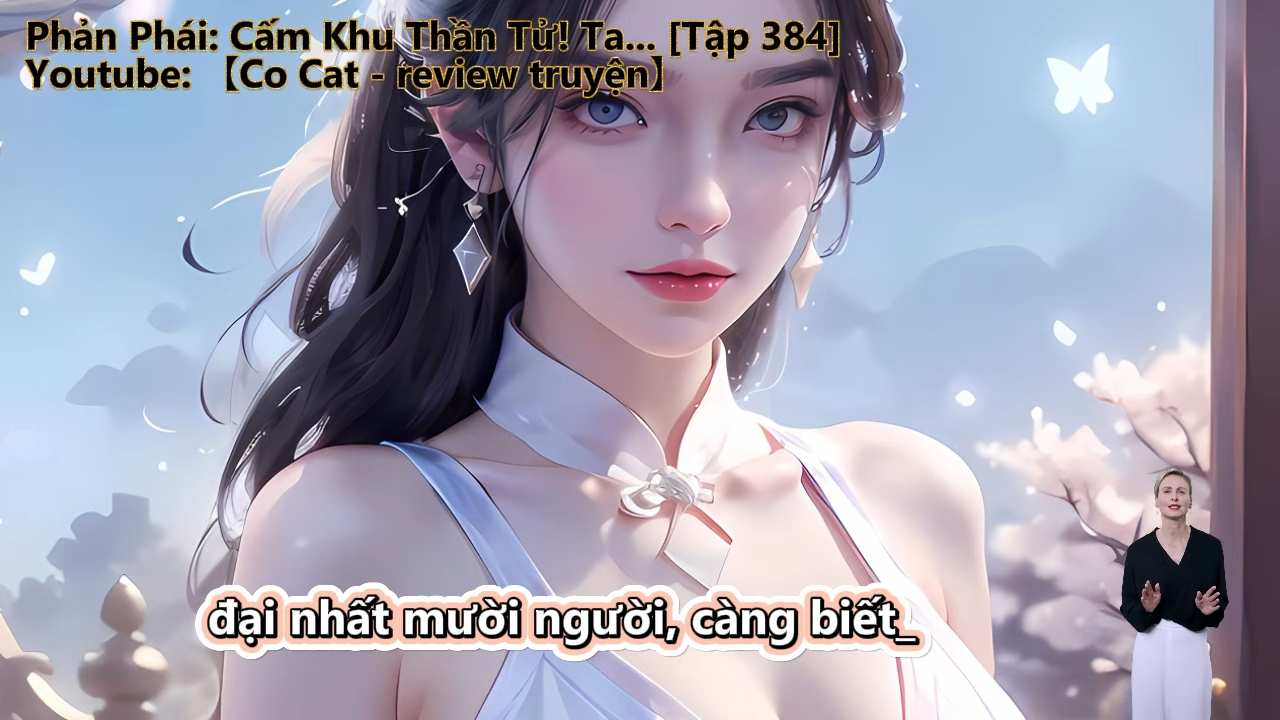 Phản Phái: Cấm Khu Thần Tử! Ta... [Tập 384]
Youtube: 【Co Cat - review truyện】
đại nhất mười người, càng biết_